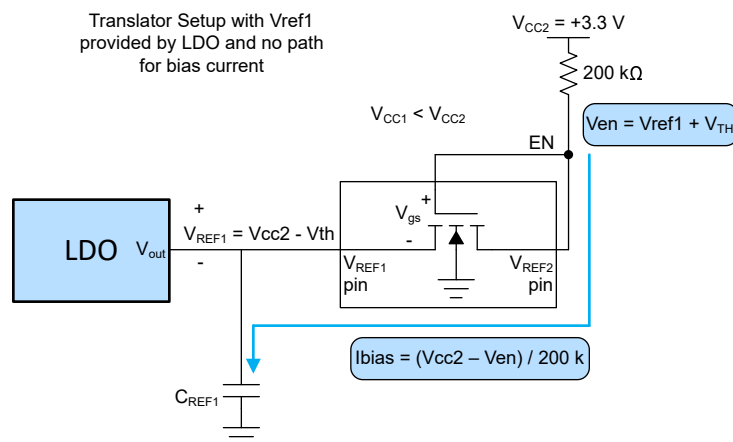 Translator Setup with Vref1
provided by LDO and no path
for bias current
VCC2 = +3.3 V
200 kΩ
VCC1 < VCC2
Ven = Vref1 + VTH
EN
+
VREF1 = Vcc2 - Vth
-
LDO
Vout
Vgs
+
-
VREF1
pin
VREF2
pin
Ibias = (Vcc2 – Ven) / 200 k
CREF1